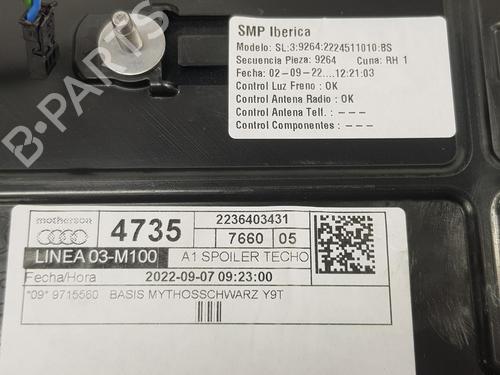 SMP Iberica
Modelo: SL:3:9264:2224511010:BS
Secuencia Pieza: 9264 Cuna: RH 1
Fecha: 02-09-22....12:21:03
Control Luz Freno : OK
Control Antena Radio : OK
Control Antena Tell. : ---
Control Componentes : ---
B-Parts
motherson 4735 2236403431
7660 05
LINEA 03-M100 A1 SPOILER TECHO
Fecha/Hora 2022-09-07 09:23:00
*09* 9715560 BASIS MYTHOSSCHWARZ Y9T